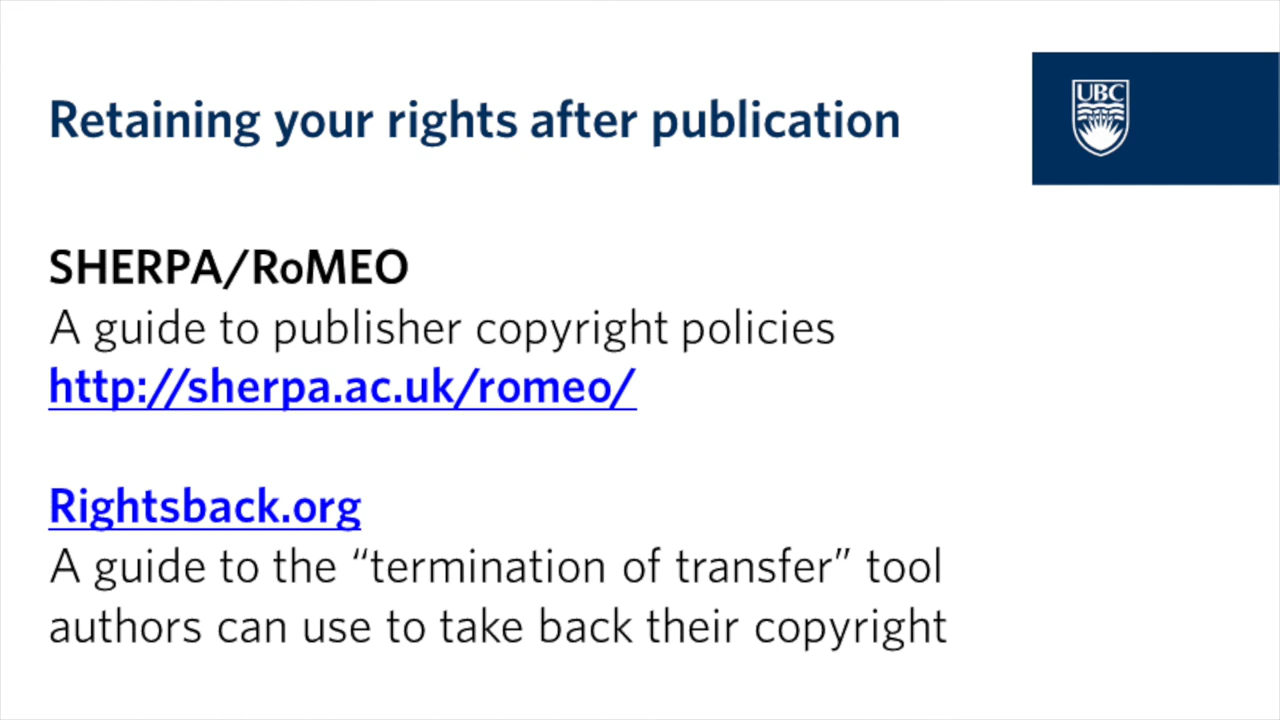 Retaining your rights after publication
UBC
SHERPA/RoMEO
A guide to publisher copyright policies
http://sherpa.ac.uk/romeo/
Rightsback.org
A guide to the “termination of transfer” tool
authors can use to take back their copyright